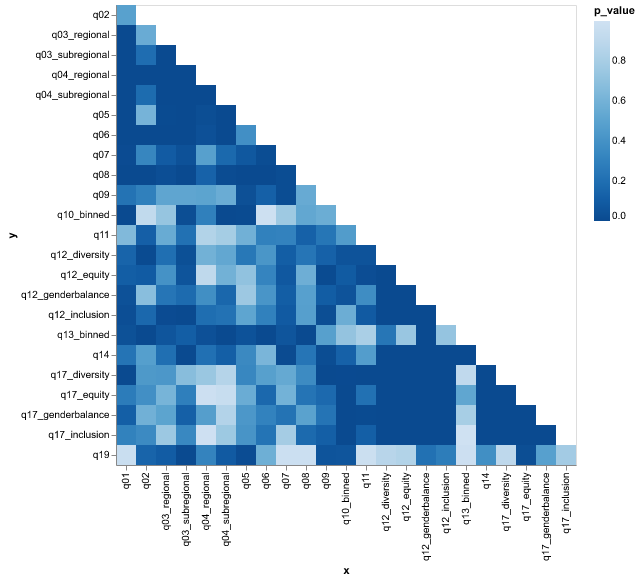 p_value
0.8
0.6
0.4
0.2
0.0
y
q02
q03_regional
q03_subregional
q04_regional
q04_subregional
q05
q06
q07
q08
q09
q10_binned
q11
q12_diversity
q12_equity
q12_genderbalance
q12_inclusion
q13_binned
q14
q17_diversity
q17_equity
q17_genderbalance
q17_inclusion
q19
q01
q02
q03_regional
q03_subregional
q04_regional
q04_subregional
q05
q06
q07
q08
q09
q10_binned
q11
q12_diversity
q12_equity
q12_genderbalance
q12_inclusion
q13_binned
q14
q17_diversity
q17_equity
q17_genderbalance
q17_inclusion
x